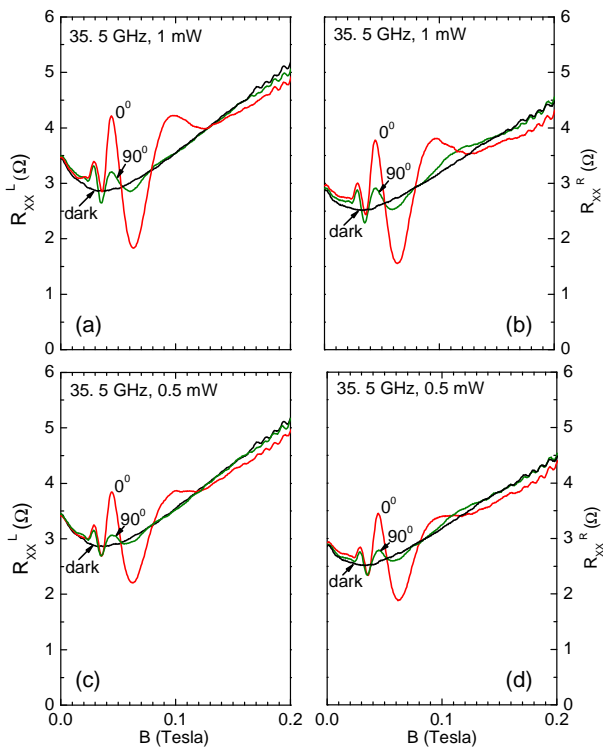 35. 5 GHz, 1 mW
6
5
4
3
2
1
0
R_XX^L (Ω)
0⁰
90⁰
dark
(a)
35. 5 GHz, 1 mW
6
5
4
3
2
1
0
R_XX^R (Ω)
0⁰
90⁰
dark
(b)
35. 5 GHz, 0.5 mW
6
5
4
3
2
1
0
R_XX^L (Ω)
0⁰
90⁰
dark
(c)
0.0
0.1
0.2
B (Tesla)
35. 5 GHz, 0.5 mW
6
5
4
3
2
1
0
R_XX^R (Ω)
0⁰
90⁰
dark
(d)
0.0
0.1
0.2
B (Tesla)